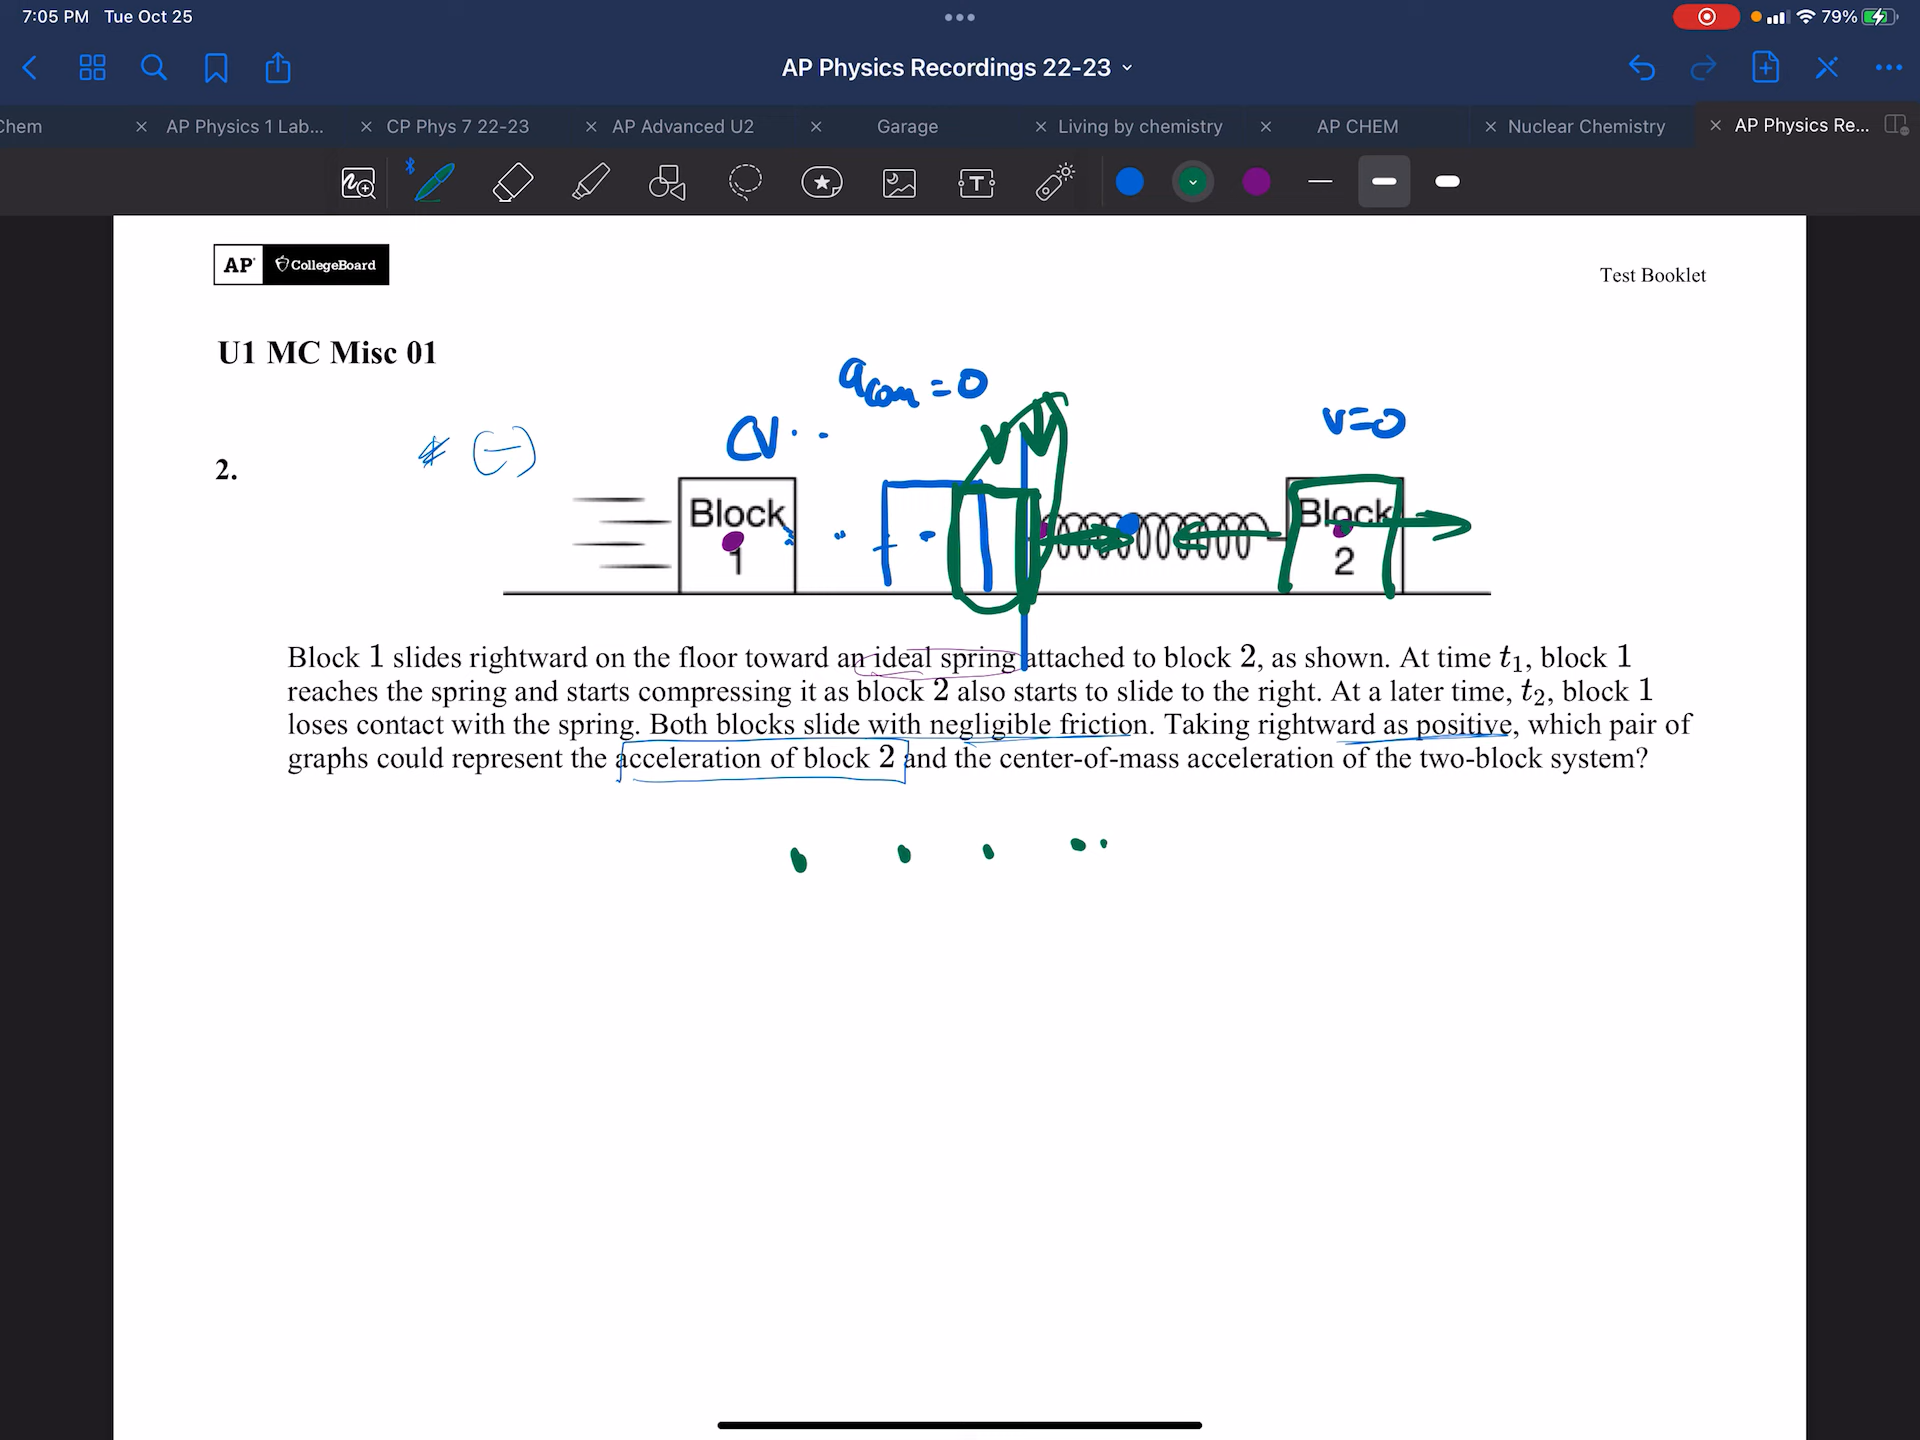 7:05 PM Tue Oct 25
79%
AP Physics Recordings 22-23
Chem
AP Physics 1 Lab...
CP Phys 7 22-23
AP Advanced U2
Garage
Living by chemistry
AP CHEM
Nuclear Chemistry
AP Physics Re...
T
AP CollegeBoard
Test Booklet
U1 MC Misc 01
a com = 0
CV
v=0
* (-)
2.
Block 1
Block 2
Block 1 slides rightward on the floor toward an ideal spring attached to block 2, as shown. At time t₁, block 1
reaches the spring and starts compressing it as block 2 also starts to slide to the right. At a later time, t₂, block 1
loses contact with the spring. Both blocks slide with negligible friction. Taking rightward as positive, which pair of
graphs could represent the acceleration of block 2 and the center-of-mass acceleration of the two-block system?